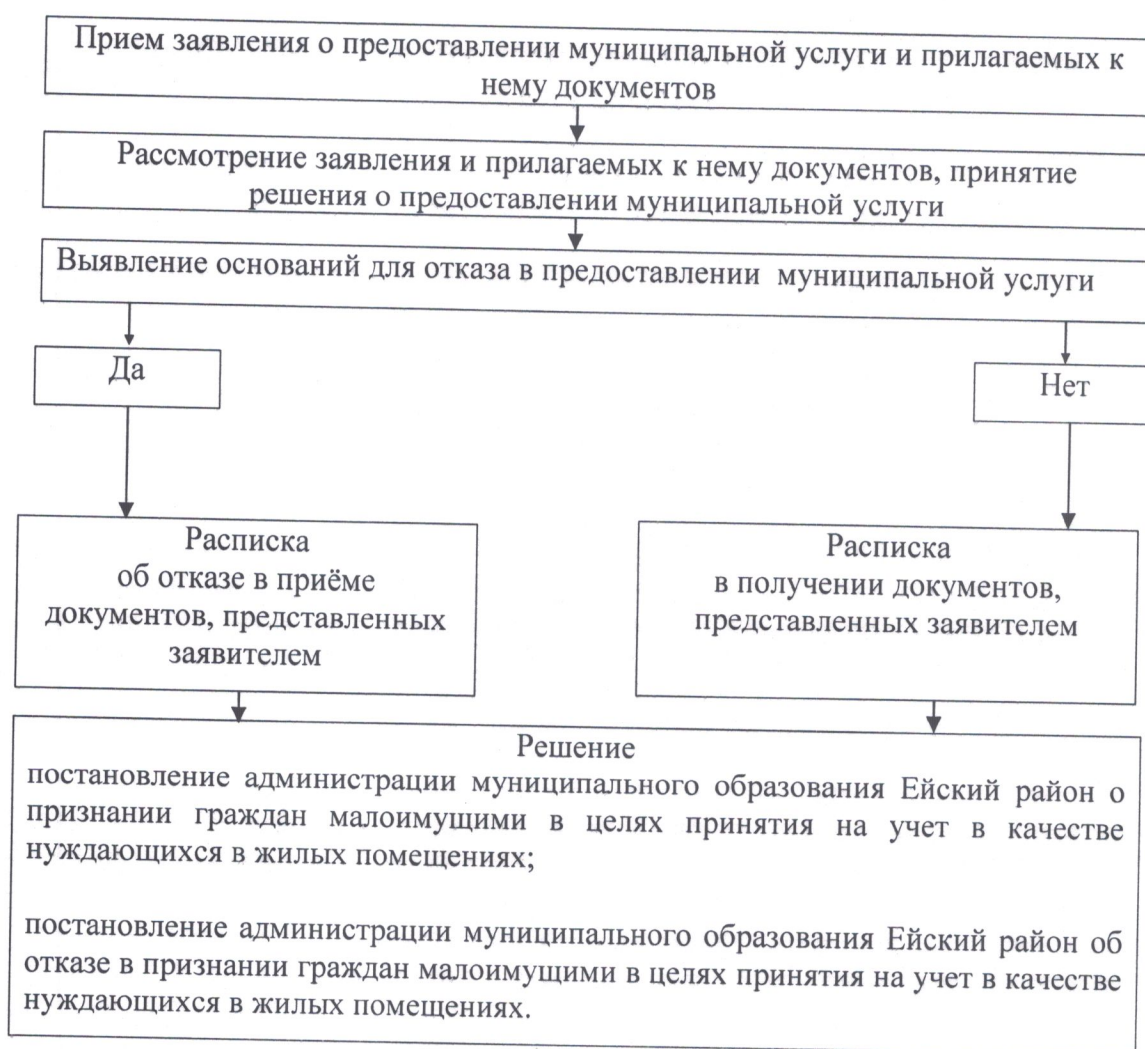 Прием заявления о предоставлении муниципальной услуги и прилагаемых к
нему документов
Рассмотрение заявления и прилагаемых к нему документов, принятие
решения о предоставлении муниципальной услуги
Выявление оснований для отказа в предоставлении муниципальной услуги
Да
Нет
Расписка
об отказе в приёме
документов, представленных
заявителем
Расписка
в получении документов,
представленных заявителем
Решение
постановление администрации муниципального образования Ейский район о
признании граждан малоимущими в целях принятия на учет в качестве
нуждающихся в жилых помещениях;
постановление администрации муниципального образования Ейский район об
отказе в признании граждан малоимущими в целях принятия на учет в качестве
нуждающихся в жилых помещениях.